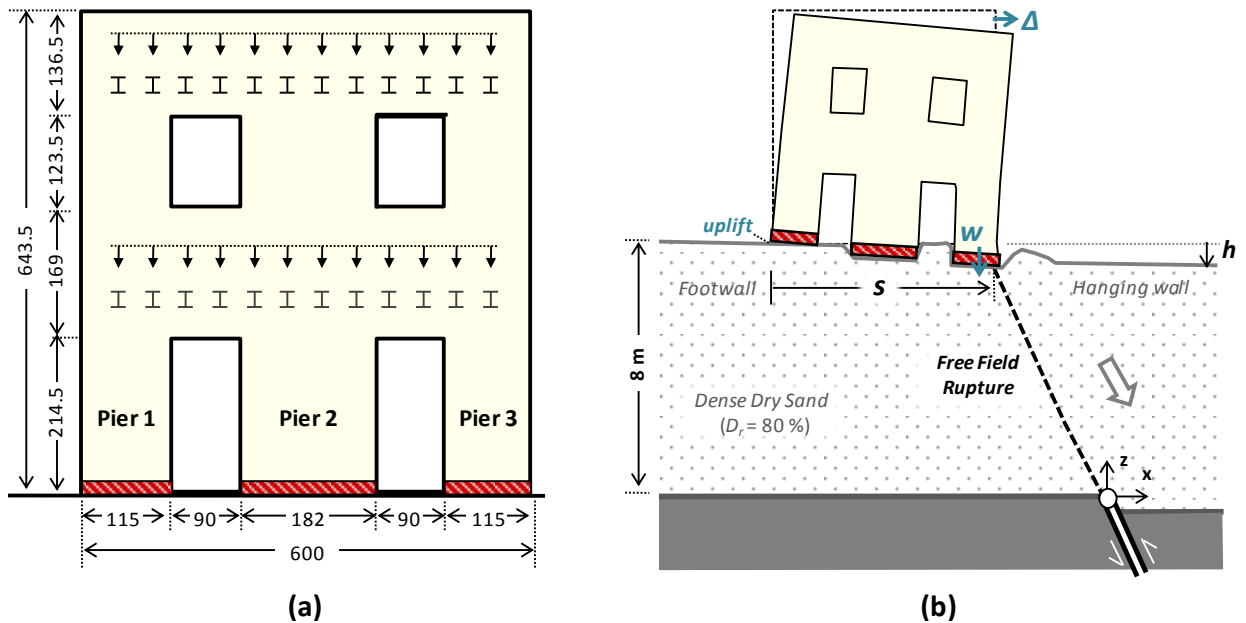 643.5
136.5
123.5
169
214.5
Pier 1
Pier 2
Pier 3
115
90
182
90
115
600
(a)
Δ
uplift
w
h
Footwall
S
Hanging wall
8 m
Free Field
Rupture
Dense Dry Sand
(Dr = 80 %)
z
x
(b)